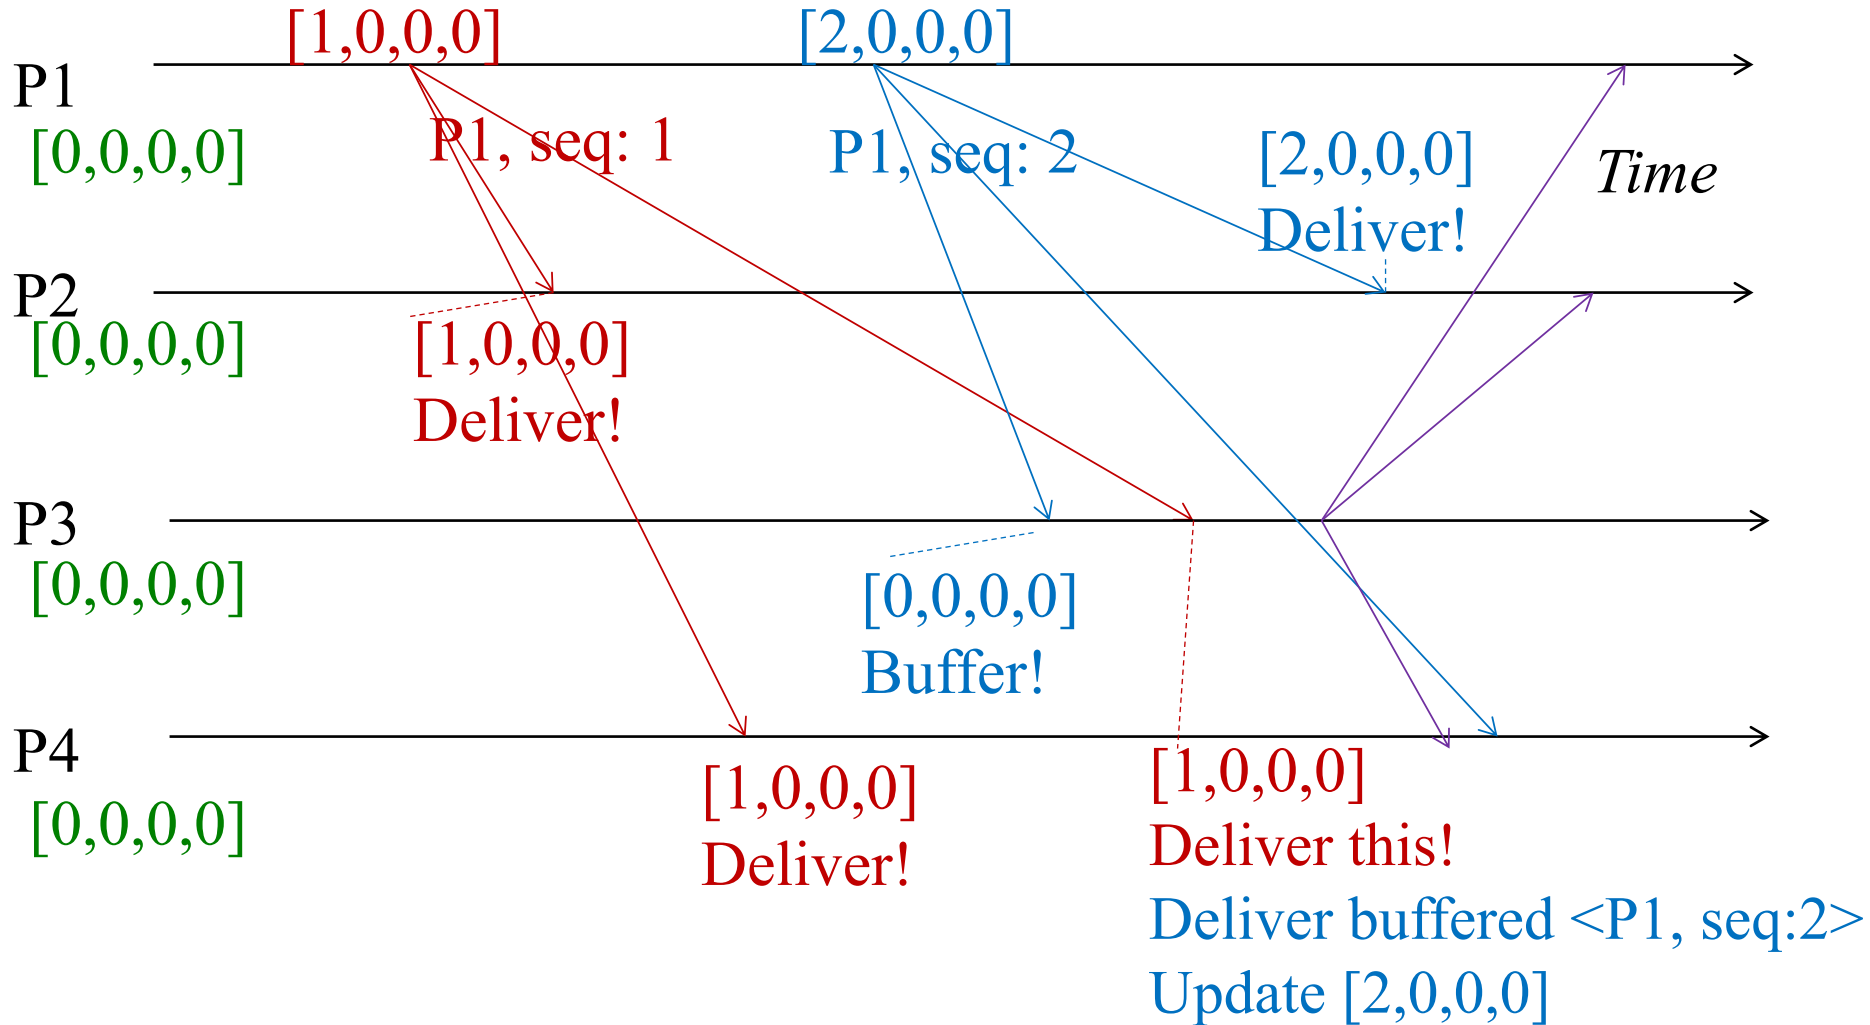 [1,0,0,0]
[2,0,0,0]
P1
[0,0,0,0]
P1, seq: 1
P1, seq: 2
[2,0,0,0]
Deliver!
Time
P2
[0,0,0,0]
[1,0,0,0]
Deliver!
P3
[0,0,0,0]
[0,0,0,0]
Buffer!
P4
[0,0,0,0]
[1,0,0,0]
Deliver!
[1,0,0,0]
Deliver this!
Deliver buffered <P1, seq:2>
Update [2,0,0,0]